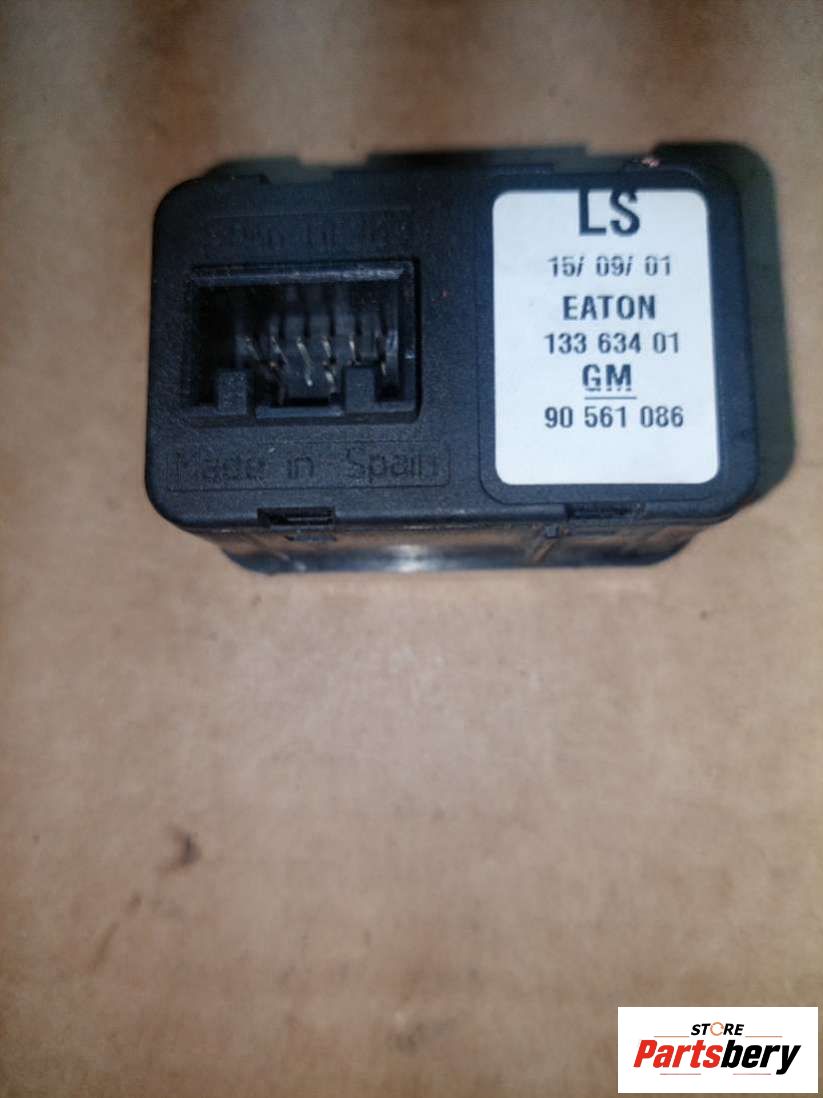 LS
15/ 09/ 01
EATON
133 634 01
GM
90 561 086
Made in Spain
STORE
Partsbery